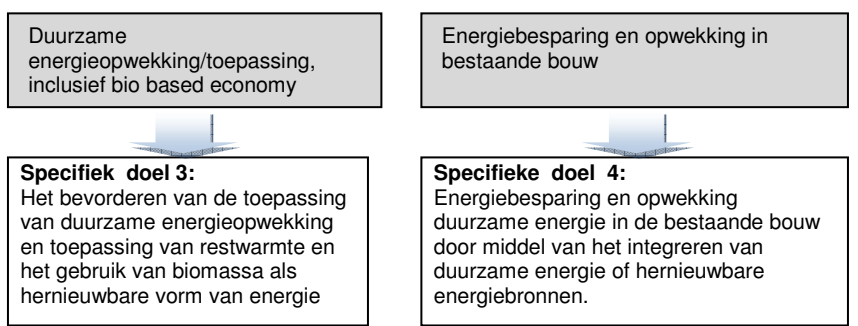 Duurzame
energieopwekking/toepassing,
inclusief bio based economy
Energiebesparing en opwekking in
bestaande bouw
Specifiek doel 3:
Het bevorderen van de toepassing
van duurzame energieopwekking
en toepassing van restwarmte en
het gebruik van biomassa als
hernieuwbare vorm van energie
Specifieke doel 4:
Energiebesparing en opwekking
duurzame energie in de bestaande bouw
door middel van het integreren van
duurzame energie of hernieuwbare
energiebronnen.